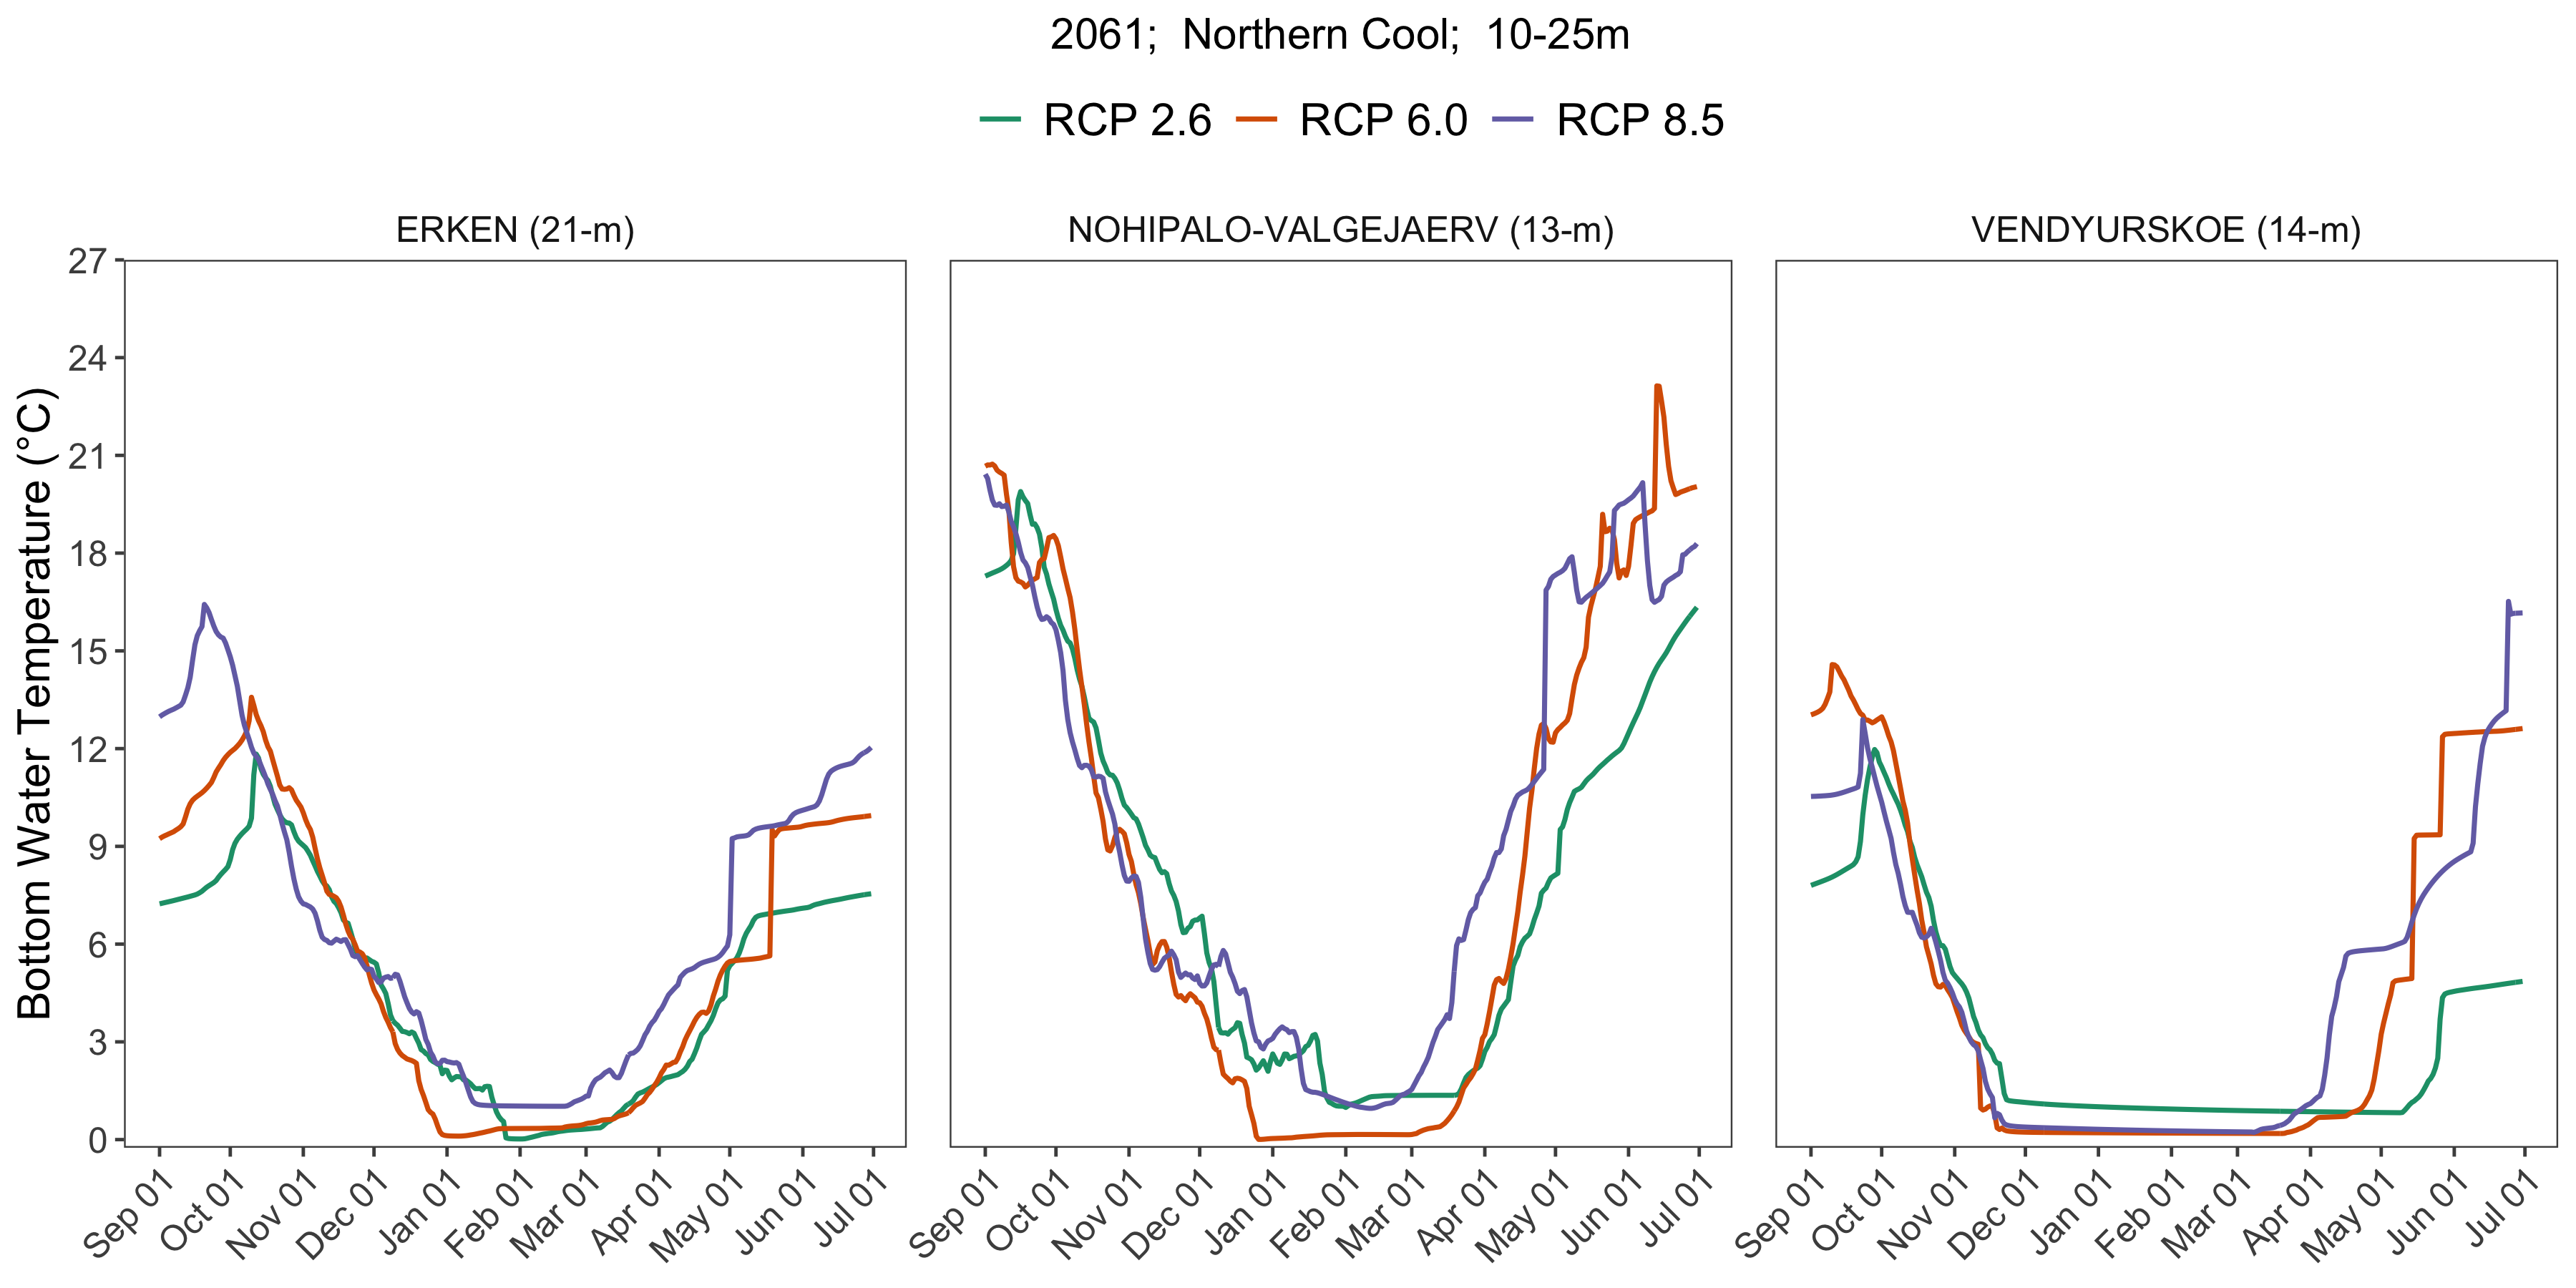 2061;  Northern Cool;  10-25m
RCP 2.6 RCP 6.0 RCP 8.5
ERKEN (21-m)
NOHIPALO-VALGEJAERV (13-m)
VENDYURSKOE (14-m)
Bottom Water Temperature (°C)
27
24
21
18
15
12
9
6
3
0
Sep 01 Oct 01 Nov 01 Dec 01 Jan 01 Feb 01 Mar 01 Apr 01 May 01 Jun 01 Jul 01
Sep 01 Oct 01 Nov 01 Dec 01 Jan 01 Feb 01 Mar 01 Apr 01 May 01 Jun 01 Jul 01
Sep 01 Oct 01 Nov 01 Dec 01 Jan 01 Feb 01 Mar 01 Apr 01 May 01 Jun 01 Jul 01